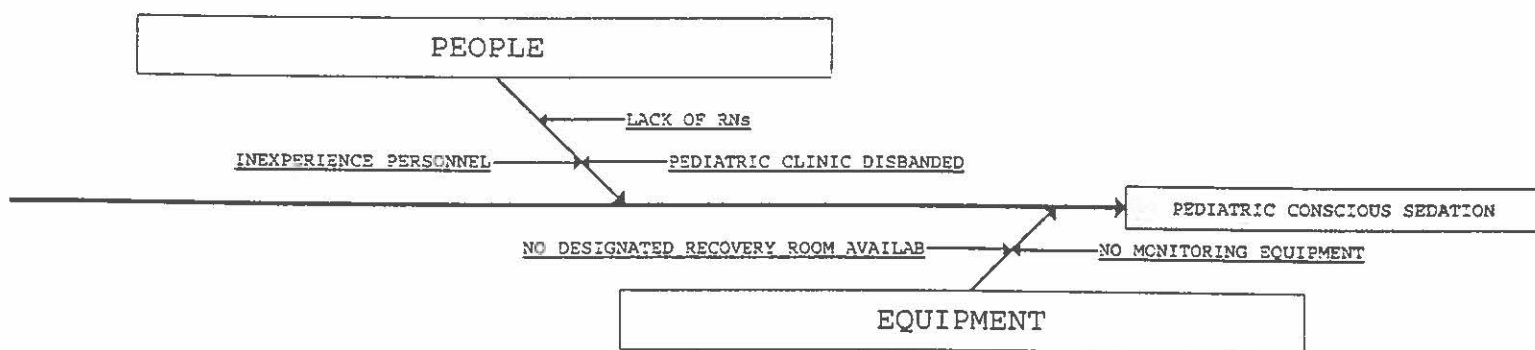 PEOPLE
LACK OF RNs
INEXPERIENCE PERSONNEL
PEDIATRIC CLINIC DISBANDED
PEDIATRIC CONSCIOUS SEDATION
NO DESIGNATED RECOVERY ROOM AVAILAB
NO MONITORING EQUIPMENT
EQUIPMENT